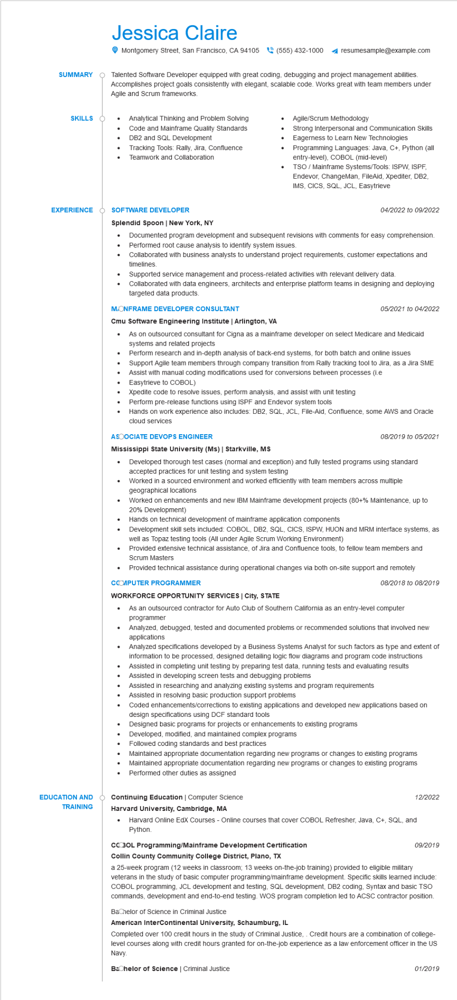 Jessica Claire
Montgomery Street, San Francisco, CA 94105 (555) 432-1000 resumesample@example.com
SUMMARY
Talented Software Developer equipped with great coding, debugging and project management abilities.
Accomplishes project goals consistently with elegant, scalable code. Works great with team members under
Agile and Scrum frameworks.
SKILLS
• Analytical Thinking and Problem Solving
• Code and Mainframe Quality Standards
• DB2 and SQL Development
• Tracking Tools: Rally, Jira, Confluence
• Teamwork and Collaboration
• Agile/Scrum Methodology
• Strong Interpersonal and Communication Skills
• Eagerness to Learn New Technologies
• Programming Languages: Java, C+, Python (all
entry-level), COBOL (mid-level)
• TSO / Mainframe Systems/Tools: ISPW, ISPF,
Endevor, ChangeMan, FileAid, Xpediter, DB2,
IMS, CICS, SQL, JCL, Easytrieve
EXPERIENCE
SOFTWARE DEVELOPER 04/2022 to 09/2022
Splendid Spoon | New York, NY
• Documented program development and subsequent revisions with comments for easy comprehension.
• Performed root cause analysis to identify system issues.
• Collaborated with business analysts to understand project requirements, customer expectations and
timelines.
• Supported service management and process-related activities with relevant delivery data.
• Collaborated with data engineers, architects and enterprise platform teams in designing and deploying
targeted data products.
MAINFRAME DEVELOPER CONSULTANT 05/2021 to 04/2022
Cmu Software Engineering Institute | Arlington, VA
• As on outsourced consultant for Cigna as a mainframe developer on select Medicare and Medicaid
systems and related projects
• Perform research and in-depth analysis of back-end systems, for both batch and online issues
• Support Agile team members through company transition from Rally tracking tool to Jira, as a Jira SME
• Assist with manual coding modifications used for conversions between processes (i.e
• Easytrieve to COBOL)
• Xpedite code to resolve issues, perform analysis, and assist with unit testing
• Perform pre-release functions using ISPF and Endevor system tools
• Hands on work experience also includes: DB2, SQL, JCL, File-Aid, Confluence, some AWS and Oracle
cloud services
ASSOCIATE DEVOPS ENGINEER 08/2019 to 05/2021
Mississippi State University (Ms) | Starkville, MS
• Developed thorough test cases (normal and exception) and fully tested programs using standard
accepted practices for unit testing and system testing
• Worked in a sourced environment and worked efficiently with team members across multiple
geographical locations
• Worked on enhancements and new IBM Mainframe development projects (80+% Maintenance, up to
20% Development)
• Hands on technical development of mainframe application components
• Development skill sets included: COBOL, DB2, SQL, CICS, ISPW, HUON and MRM interface systems, as
well as Topaz testing tools (All under Agile Scrum Working Environment)
• Provided extensive technical assistance, of Jira and Confluence tools, to fellow team members and
Scrum Masters
• Provided technical assistance during operational changes via both on-site support and remotely
COMPUTER PROGRAMMER 08/2018 to 08/2019
WORKFORCE OPPORTUNITY SERVICES | City, STATE
• As an outsourced contractor for Auto Club of Southern California as an entry-level computer
programmer
• Analyzed, debugged, tested and documented problems or recommended solutions that involved new
applications
• Analyzed specifications developed by a Business Systems Analyst for such factors as type and extent of
information to be processed, designed detailing logic flow diagrams and program code instructions
• Assisted in completing unit testing by preparing test data, running tests and evaluating results
• Assisted in developing screen tests and debugging problems
• Assisted in researching and analyzing existing systems and program requirements
• Assisted in resolving basic production support problems
• Coded enhancements/corrections to existing applications and developed new applications based on
design specifications using DCF standard tools
• Designed basic programs for projects or enhancements to existing programs
• Developed, modified, and maintained complex programs
• Followed coding standards and best practices
• Maintained appropriate documentation regarding new programs or changes to existing programs
• Maintained appropriate documentation regarding new programs or changes to existing programs
• Performed other duties as assigned
EDUCATION AND
TRAINING
Continuing Education | Computer Science 12/2022
Harvard University, Cambridge, MA
• Harvard Online EdX Courses - Online courses that cover COBOL Refresher, Java, C+, SQL, and
Python.
COBOL Programming/Mainframe Development Certification 09/2019
Collin County Community College District, Plano, TX
a 25-week program (12 weeks in classroom; 13 weeks on-the-job training) provided to eligible military
veterans in the study of basic computer programming/mainframe development. Specific skills learned include:
COBOL programming, JCL development and testing, SQL development, DB2 coding, Syntax and basic TSO
commands, development and end-to-end testing. WOS program completion led to ACSC contractor position.
Bachelor of Science in Criminal Justice
American InterContinental University, Schaumburg, IL
Completed over 100 credit hours in the study of Criminal Justice, . Credit hours are a combination of college-
level courses along with credit hours granted for on-the-job experience as a law enforcement officer in the US
Navy.
Bachelor of Science | Criminal Justice 01/2019